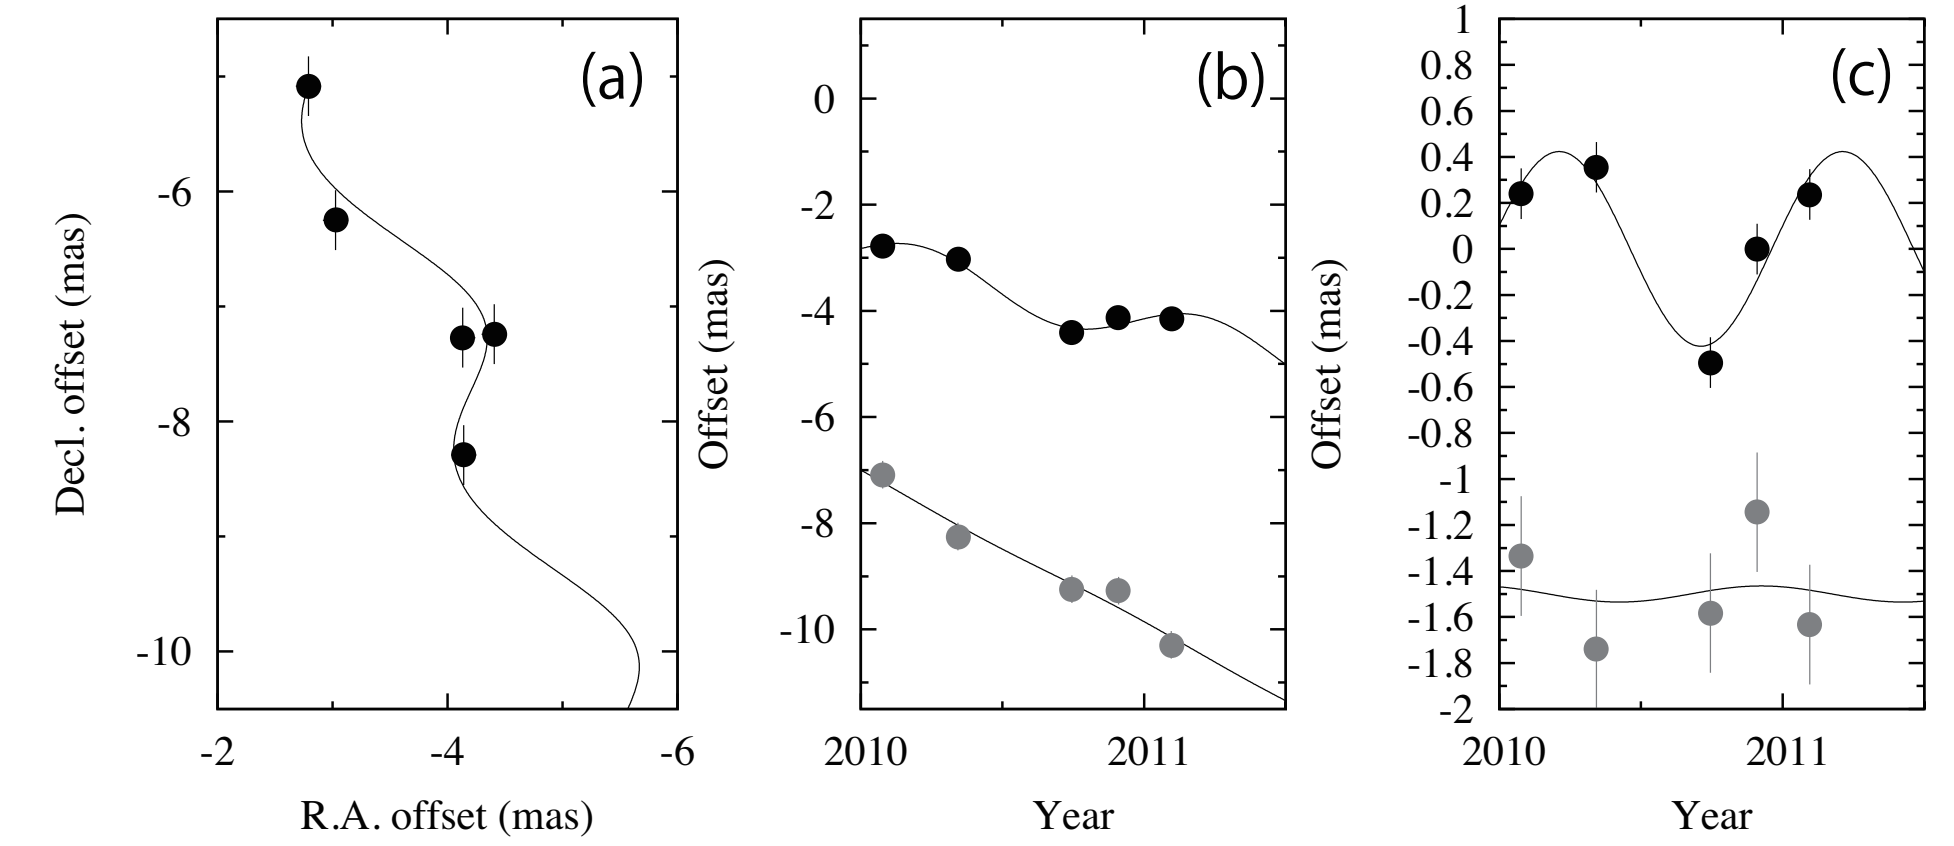 (a)
-6
-8
-10
-2 -4 -6
Decl. offset (mas)
R.A. offset (mas)
(b)
0
-2
-4
-6
-8
-10
2010 2011
Offset (mas)
Year
(c)
1
0.8
0.6
0.4
0.2
0
-0.2
-0.4
-0.6
-0.8
-1
-1.2
-1.4
-1.6
-1.8
-2
2010 2011
Offset (mas)
Year